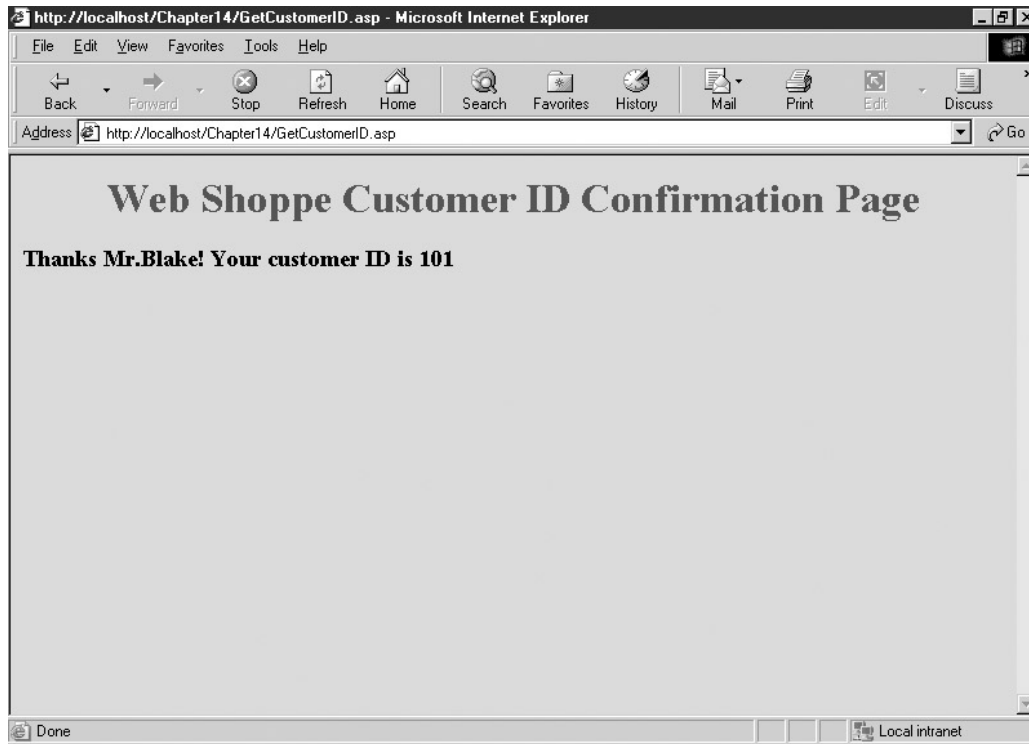 http://localhost/Chapter14/GetCustomerID.asp - Microsoft Internet Explorer
File Edit View Favorites Tools Help
Back Forward Stop Refresh Home Search Favorites History Mail Print Edit Discuss
Address http://localhost/Chapter14/GetCustomerID.asp Go
Web Shoppe Customer ID Confirmation Page
Thanks Mr.Blake! Your customer ID is 101
Done Local intranet